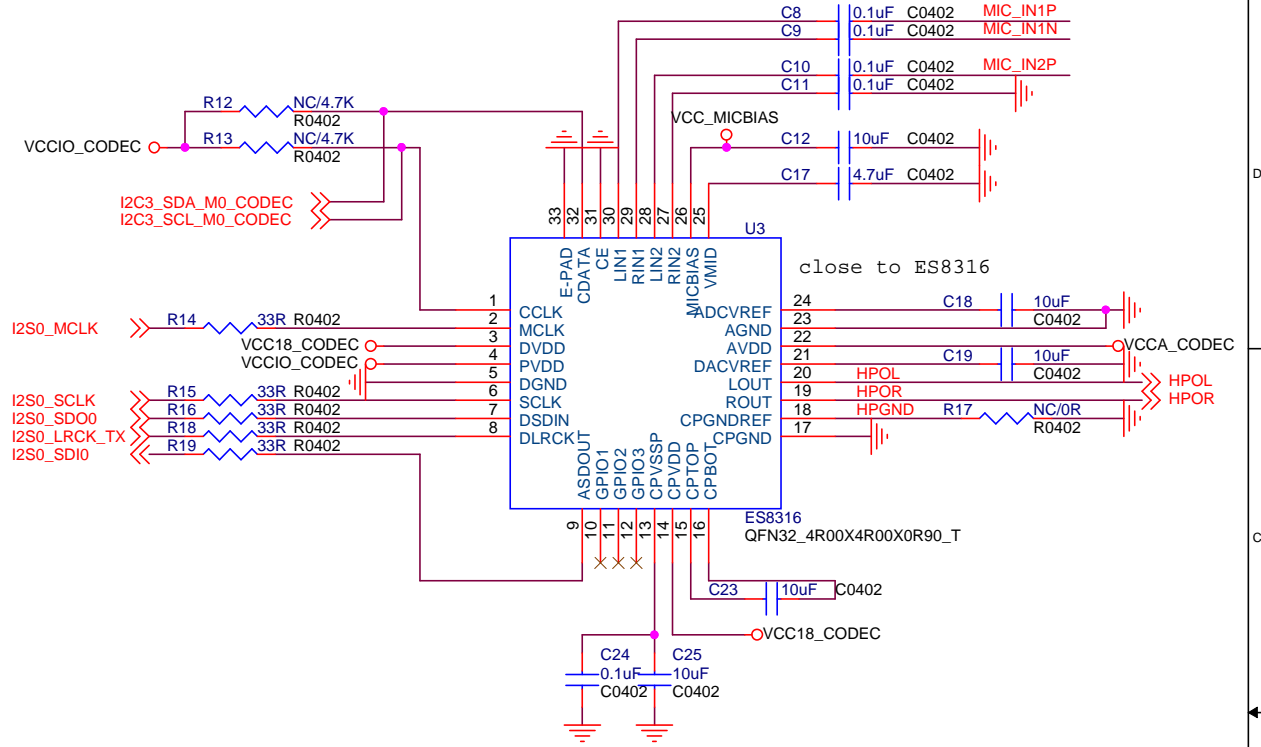 C8 0.1uF C0402 MIC_IN1P
C9 0.1uF C0402 MIC_IN1N
C10 0.1uF C0402 MIC_IN2P
C11 0.1uF C0402
R12 NC/4.7K
R0402
VCC_MICBIAS
VCCIO_CODEC R13 NC/4.7K
R0402
C12 10uF C0402
D
C17 4.7uF C0402
I2C3_SDA_M0_CODEC
I2C3_SCL_M0_CODEC
33 32 31 30 29 28 27 26 25
U3
E-PAD CDATA CE LIN1 RIN1 LIN2 RIN2 MICBIAS VMID
close to ES8316
1 CCLK
ADCVREF 24 C18 10uF
C0402
I2S0_MCLK R14 33R R0402 2 MCLK
AGND 23
VCC18_CODEC 3 DVDD
AVDD 22 VCCA_CODEC
VCCIO_CODEC 4 PVDD
DACVREF 21 C19 10uF
C0402
5 DGND
LOUT 20 HPOL HPOL
I2S0_SCLK R15 33R R0402 6 SCLK
ROUT 19 HPOR HPOR
I2S0_SDO0 R16 33R R0402 7 DSDIN
CPGNDREF 18 HPGND R17 NC/0R
R0402
I2S0_LRCK_TX R18 33R R0402 8 DLRCK
CPGND 17
I2S0_SDI0 R19 33R R0402
ASDOUT GPIO1 GPIO2 GPIO3 CPVSSP CPVDD CPTOP CPBOT
9 10 11 12 13 14 15 16
ES8316
QFN32_4R00X4R00X0R90_T
C
C23 10uF C0402
VCC18_CODEC
C24 C25
0.1uF 10uF
C0402 C0402